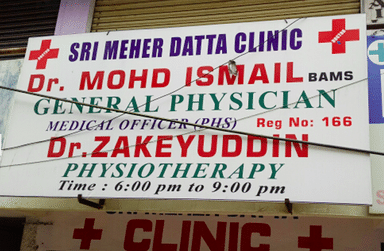 SRI MEHER DATTA CLINIC
Dr. MOHD ISMAIL BAMS
GENERAL PHYSICIAN
MEDICAL OFFICER (PHS) Reg No: 166
Dr. ZAKEYUDDIN
PHYSIOTHERAPY
Time : 6:00 pm to 9:00 pm
CLINIC